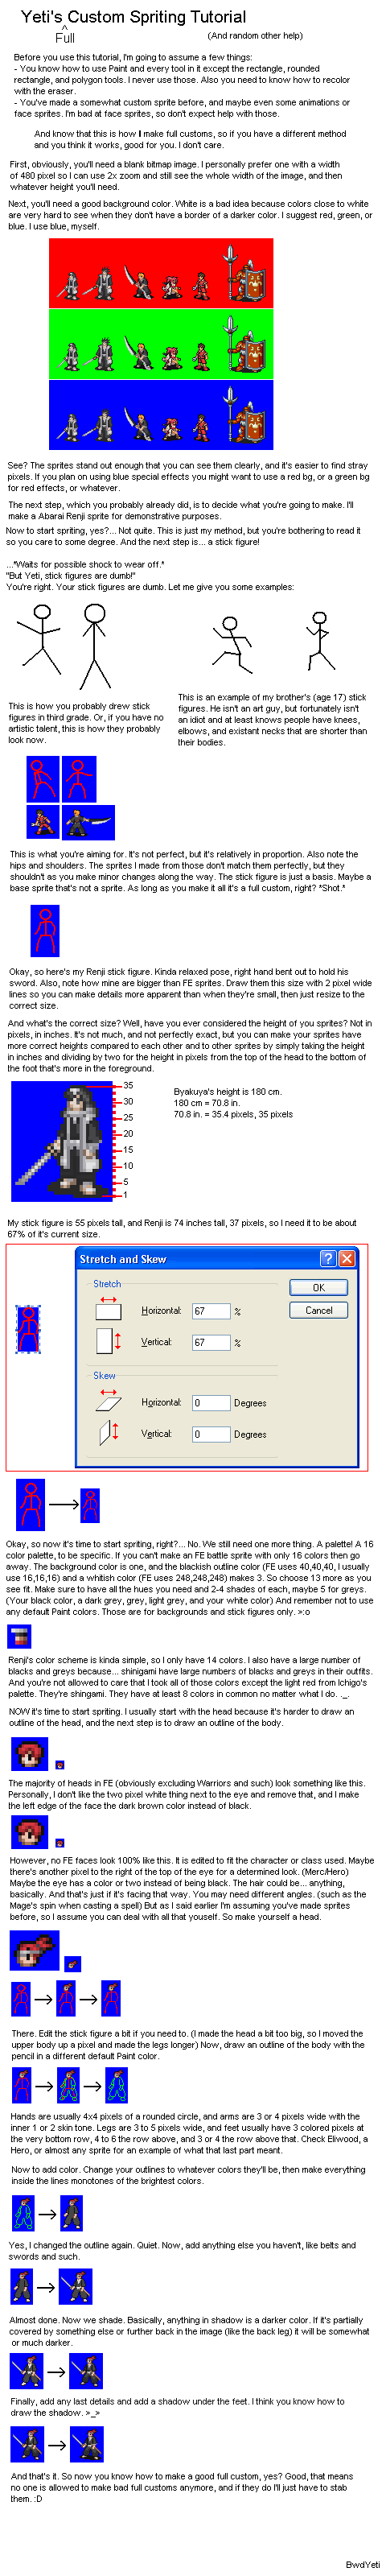 Yeti's Custom Spriting Tutorial
^
Full
(And random other help)
Before you use this tutorial, I'm going to assume a few things:
- You know how to use Paint and every tool in it except the rectangle, rounded
rectangle, and polygon tools. I never use those. Also you need to know how to recolor
with the eraser.
- You've made a somewhat custom sprite before, and maybe even some animations or
face sprites. I'm bad at face sprites, so don't expect help with those.
And know that this is how I make full customs, so if you have a different method
and you think it works, good for you. I don't care.
First, obviously, you'll need a blank bitmap image. I personally prefer one with a width
of 480 pixel so I can use 2x zoom and still see the whole width of the image, and then
whatever height you'll need.
Next, you'll need a good background color. White is a bad idea because colors close to white
are very hard to see when they don't have a border of a darker color. I suggest red, green, or
blue. I use blue, myself.
See? The sprites stand out enough that you can see them clearly, and it's easier to find stray
pixels. If you plan on using blue special effects you might want to use a red bg, or a green bg
for red effects, or whatever.
The next step, which you probably already did, is to decide what you're going to make. I'll
make a Abarai Renji sprite for demonstrative purposes.
Now to start spriting, yes?... Not quite. This is just my method, but you're bothering to read it
so you care to some degree. And the next step is... a stick figure!
...*Waits for possible shock to wear off.*
"But Yeti, stick figures are dumb!"
You're right. Your stick figures are dumb. Let me give you some examples:
This is how you probably drew stick
figures in third grade. Or, if you have no
artistic talent, this is how they probably
look now.
This is an example of my brother's (age 17) stick
figures. He isn't an art guy, but fortunately isn't
an idiot and at least knows people have knees,
elbows, and existant necks that are shorter than
their bodies.
This is what you're aiming for. It's not perfect, but it's relatively in proportion. Also note the
hips and shoulders. The sprites I made from those don't match them perfectly, but they
shouldn't as you make minor changes along the way. The stick figure is just a basis. Maybe a
base sprite that's not a sprite. As long as you make it all it's a full custom, right? *Shot.*
Okay, so here's my Renji stick figure. Kinda relaxed pose, right hand bent out to hold his
sword. Also, note how mine are bigger than FE sprites. Draw them this size with 2 pixel wide
lines so you can make details more apparent than when they're small, then just resize to the
correct size.
And what's the correct size? Well, have you ever considered the height of you sprites? Not in
pixels, in inches. It's not much, and not perfectly exact, but you can make your sprites have
more correct heights compared to each other and to other sprites by simply taking the height
in inches and dividing by two for the height in pixels from the top of the head to the bottom of
the foot that's more in the foreground.
35
30
25
20
15
10
5
1
Byakuya's height is 180 cm.
180 cm = 70.8 in.
70.8 in. = 35.4 pixels, 35 pixels
My stick figure is 55 pixels tall, and Renji is 74 inches tall, 37 pixels, so I need it to be about
67% of it's current size.
Stretch and Skew
Stretch
Horizontal: 67 %
Vertical: 67 %
Skew
Horizontal: 0 Degrees
Vertical: 0 Degrees
OK
Cancel
Okay, so now it's time to start spriting, right?... No. We still need one more thing. A palette! A 16
color palette, to be specific. If you can't make an FE battle sprite with only 16 colors then go
away. The background color is one, and the blackish outline color (FE uses 40,40,40, I usually
use 16,16,16) and a whitish color (FE uses 248,248,248) makes 3. So choose 13 more as you
see fit. Make sure to have all the hues you need and 2-4 shades of each, maybe 5 for greys.
(Your black color, a dark grey, grey, light grey, and your white color) And remember not to use
any default Paint colors. Those are for backgrounds and stick figures only. >:o
Renji's color scheme is kinda simple, so I only have 14 colors. I also have a large number of
blacks and greys because... shinigami have large numbers of blacks and greys in their outfits.
And you're not allowed to care that I took all of those colors except the light red from Ichigo's
palette. They're shingami. They have at least 8 colors in common no matter what I do. ._.
NOW it's time to start spriting. I usually start with the head because it's harder to draw an
outline of the head, and the next step is to draw an outline of the body.
The majority of heads in FE (obviously excluding Warriors and such) look something like this.
Personally, I don't like the two pixel white thing next to the eye and remove that, and I make
the left edge of the face the dark brown color instead of black.
However, no FE faces look 100% like this. It is edited to fit the character or class used. Maybe
there's another pixel to the right of the top of the eye for a determined look. (Merc/Hero)
Maybe the eye has a color or two instead of being black. The hair could be... anything,
basically. And that's just if it's facing that way. You may need different angles. (such as the
Mage's spin when casting a spell) But as I said earlier I'm assuming you've made sprites
before, so I assume you can deal with all that youself. So make yourself a head.
There. Edit the stick figure a bit if you need to. (I made the head a bit too big, so I moved the
upper body up a pixel and made the legs longer) Now, draw an outline of the body with the
pencil in a different default Paint color.
Hands are usually 4x4 pixels of a rounded circle, and arms are 3 or 4 pixels wide with the
inner 1 or 2 skin tone. Legs are 3 to 5 pixels wide, and feet usually have 3 colored pixels at
the very bottom row, 4 to 6 the row above, and 3 or 4 the row above that. Check Eliwood, a
Hero, or almost any sprite for an example of what that last part meant.
Now to add color. Change your outlines to whatever colors they'll be, then make everything
inside the lines monotones of the brightest colors.
Yes, I changed the outline again. Quiet. Now, add anything else you haven't, like belts and
swords and such.
Almost done. Now we shade. Basically, anything in shadow is a darker color. If it's partially
covered by something else or further back in the image (like the back leg) it will be somewhat
or much darker.
Finally, add any last details and add a shadow under the feet. I think you know how to
draw the shadow. >_>
And that's it. So now you know how to make a good full custom, yes? Good, that means
no one is allowed to make bad full customs anymore, and if they do I'll just have to stab
them. :D
BwdYeti